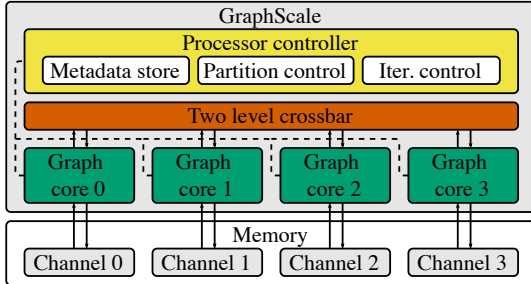 GraphScale
Processor controller
Metadata store Partition control Iter. control
Two level crossbar
Graph core 0 Graph core 1 Graph core 2 Graph core 3
Memory
Channel 0 Channel 1 Channel 2 Channel 3